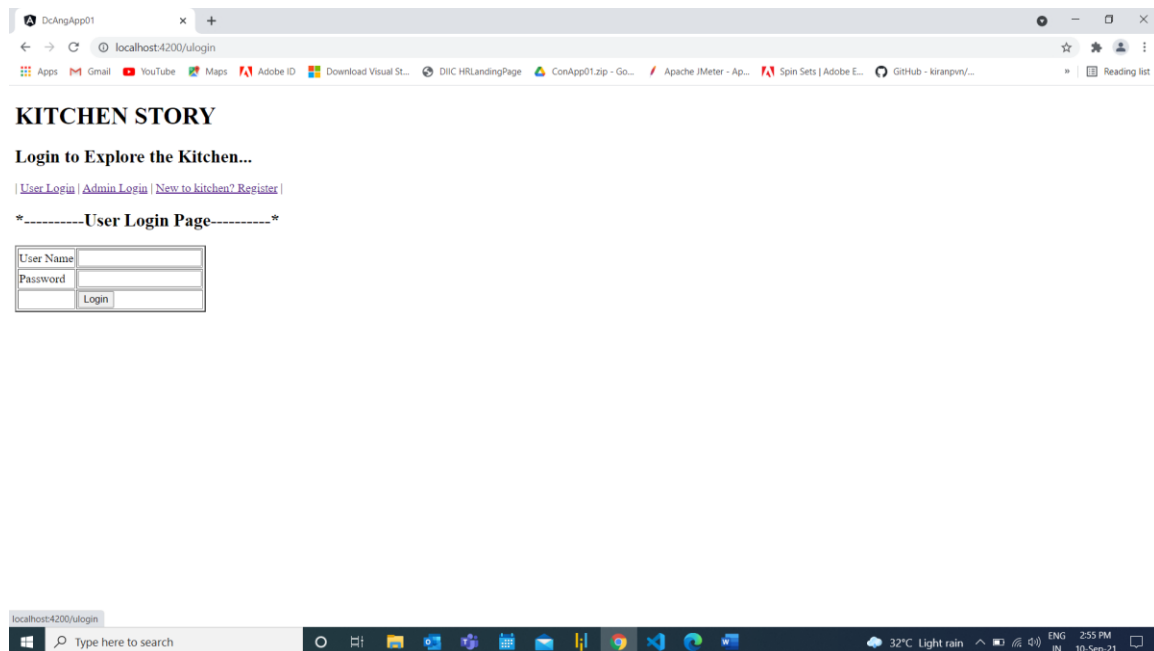 DcAngApp01
localhost:4200/ulogin
Apps Gmail YouTube Maps Adobe ID Download Visual St... DIIC HRLandingPage ConApp01.zip - Go... Apache JMeter - Ap... Spin Sets | Adobe E... GitHub - kiranpvn/... » Reading list
KITCHEN STORY
Login to Explore the Kitchen...
| User Login | Admin Login | New to kitchen? Register |
*----------User Login Page----------*
User Name
Password
Login
localhost:4200/ulogin
Type here to search
32°C Light rain ENG 2:55 PM
IN 10-Sep-21